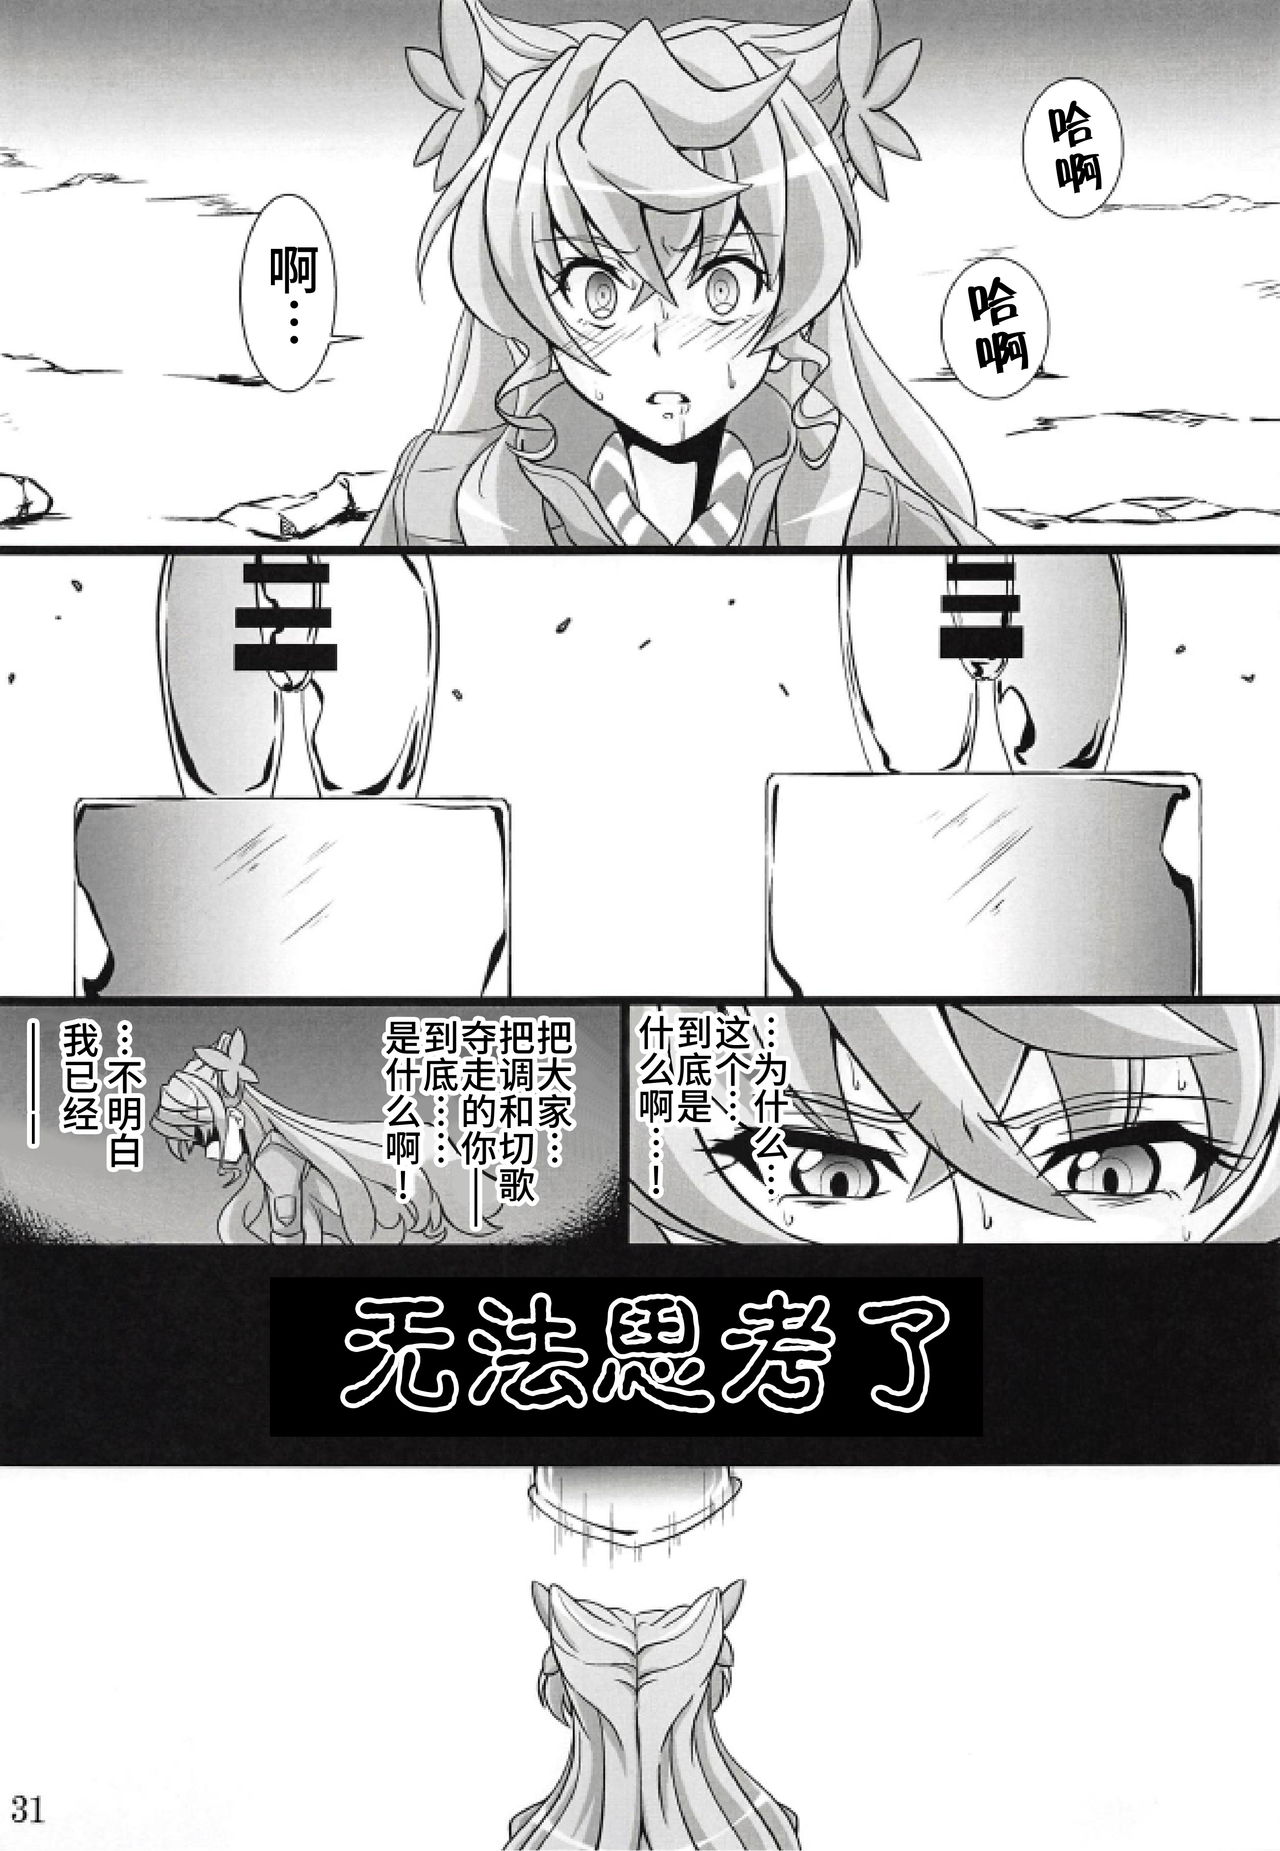 哈啊
哈啊
啊…
…为什么…
这个…
到底是
什么啊…！
把大家…
把调和切歌
夺走的你——
到底……
是什么啊！
…不明白
我已经
——
无法思考了
31